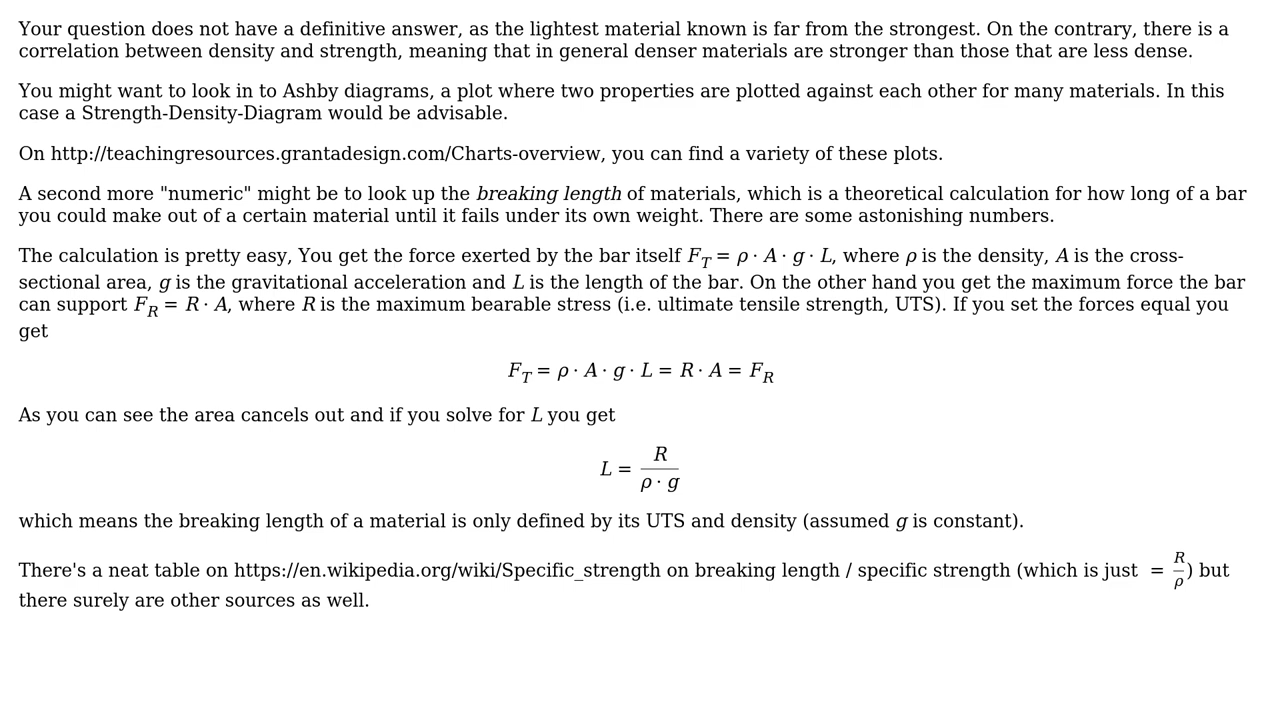 Your question does not have a definitive answer, as the lightest material known is far from the strongest. On the contrary, there is a
correlation between density and strength, meaning that in general denser materials are stronger than those that are less dense.
You might want to look in to Ashby diagrams, a plot where two properties are plotted against each other for many materials. In this
case a Strength-Density-Diagram would be advisable.
On http://teachingresources.grantadesign.com/Charts-overview, you can find a variety of these plots.
A second more "numeric" might be to look up the breaking length of materials, which is a theoretical calculation for how long of a bar
you could make out of a certain material until it fails under its own weight. There are some astonishing numbers.
The calculation is pretty easy, You get the force exerted by the bar itself F_T = ρ · A · g · L, where ρ is the density, A is the cross-
sectional area, g is the gravitational acceleration and L is the length of the bar. On the other hand you get the maximum force the bar
can support F_R = R · A, where R is the maximum bearable stress (i.e. ultimate tensile strength, UTS). If you set the forces equal you
get
F_T = ρ · A · g · L = R · A = F_R
As you can see the area cancels out and if you solve for L you get
L = R / (ρ · g)
which means the breaking length of a material is only defined by its UTS and density (assumed g is constant).
There's a neat table on https://en.wikipedia.org/wiki/Specific_strength on breaking length / specific strength (which is just = R/ρ) but
there surely are other sources as well.